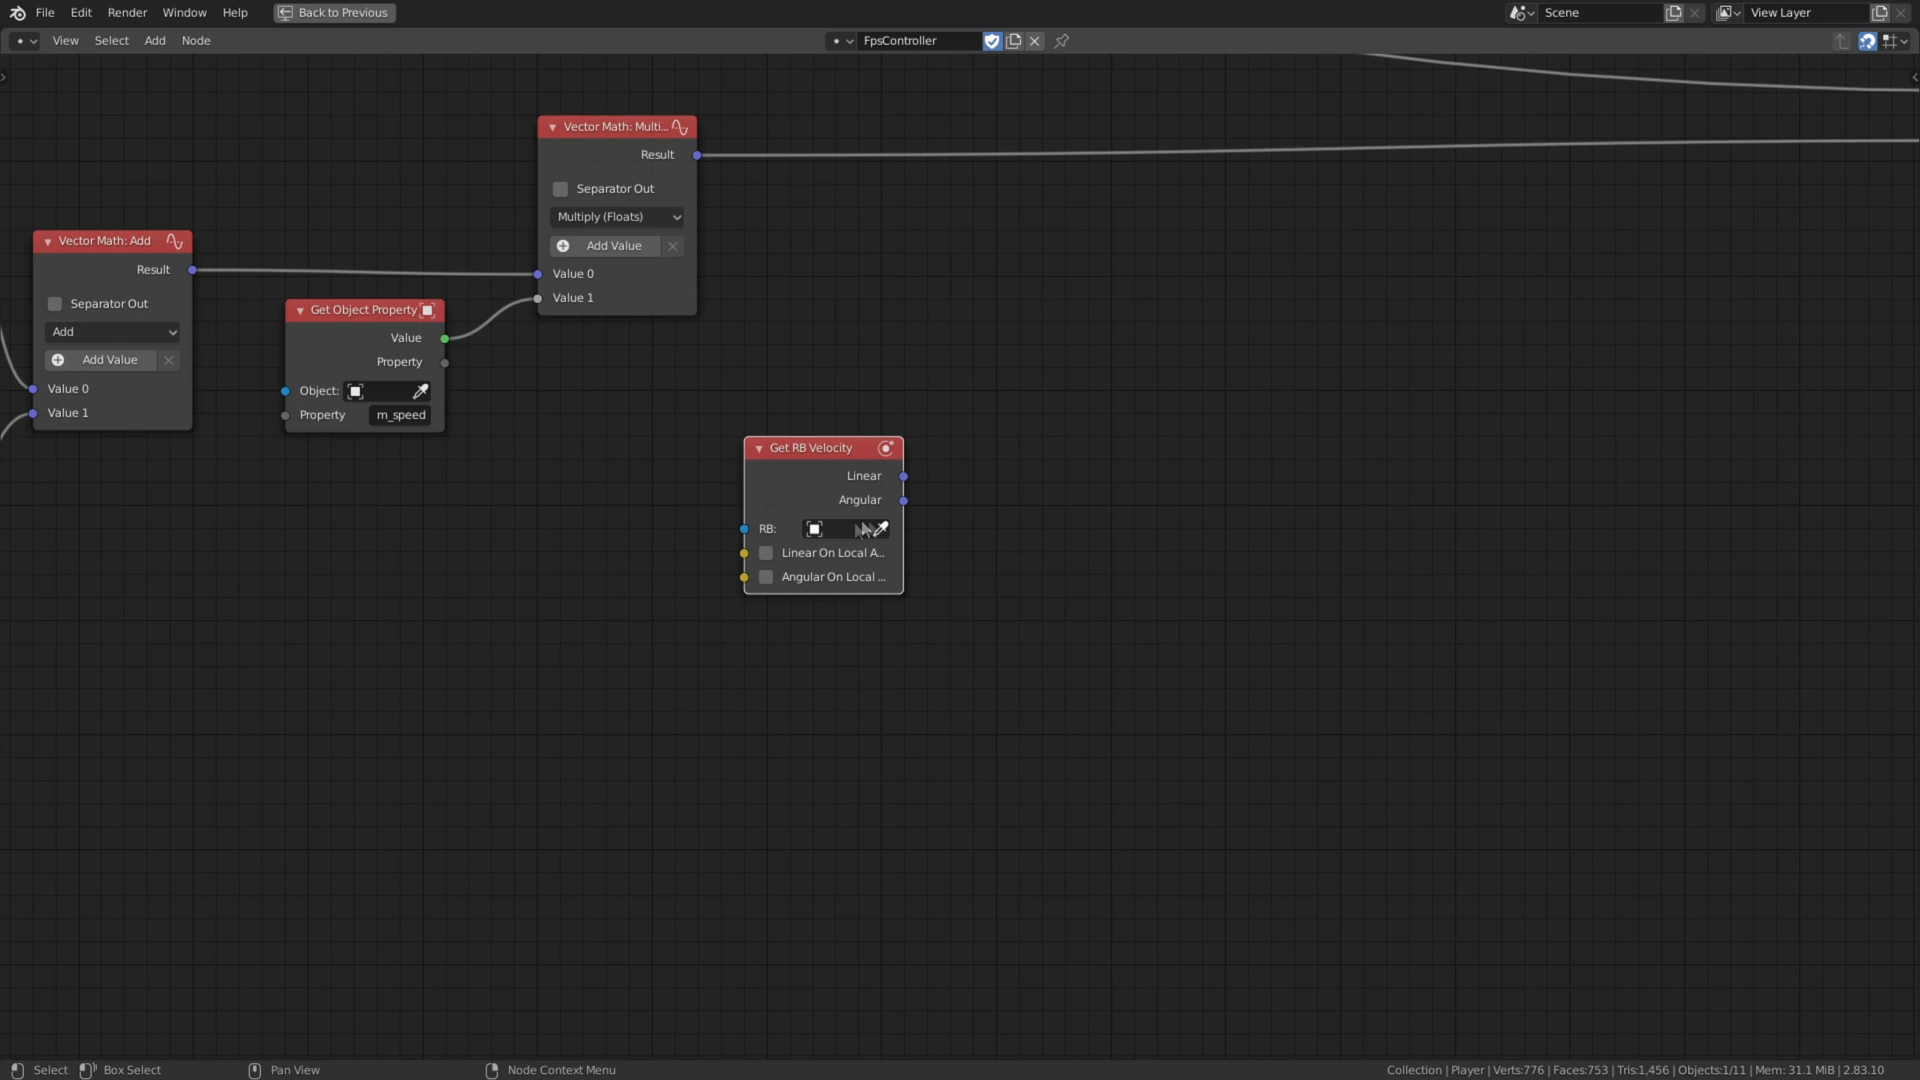 File Edit Render Window Help Back to Previous Scene View Layer
View Select Add Node FpsController
Vector Math: Multi...
Result
Separator Out
Multiply (Floats)
Add Value
Value 0
Value 1
Vector Math: Add
Result
Separator Out
Add
Add Value
Value 0
Value 1
Get Object Property
Value
Property
Object:
Property m_speed
Get RB Velocity
Linear
Angular
RB:
Linear On Local A...
Angular On Local ...
Select Box Select Pan View Node Context Menu Collection | Player | Verts:776 | Faces:753 | Tris:1,456 | Objects:1/11 | Mem: 31.1 MiB | 2.83.10